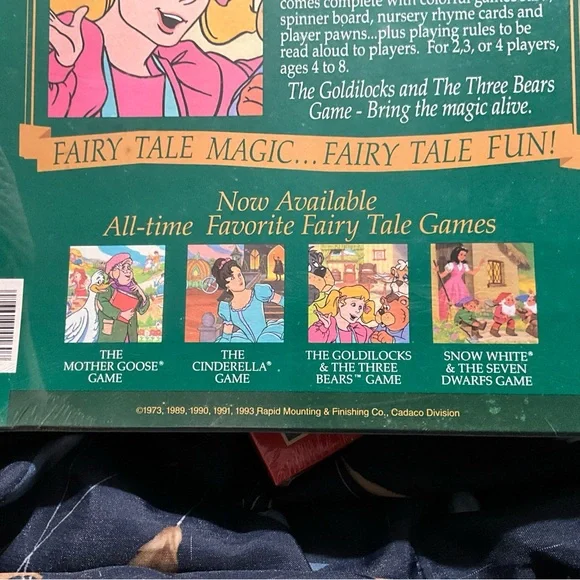 comes complete with colorful
spinner board, nursery rhyme cards and
player pawns...plus playing rules to be
read aloud to players. For 2,3, or 4 players,
ages 4 to 8.
The Goldilocks and The Three Bears
Game - Bring the magic alive.
FAIRY TALE MAGIC...FAIRY TALE FUN!
Now Available
All-time Favorite Fairy Tale Games
THE
MOTHER GOOSE®
GAME
THE
CINDERELLA®
GAME
THE GOLDILOCKS
& THE THREE
BEARS™ GAME
SNOW WHITE®
& THE SEVEN
DWARFS GAME
©1973, 1989, 1990, 1991, 1993 Rapid Mounting & Finishing Co., Cadaco Division